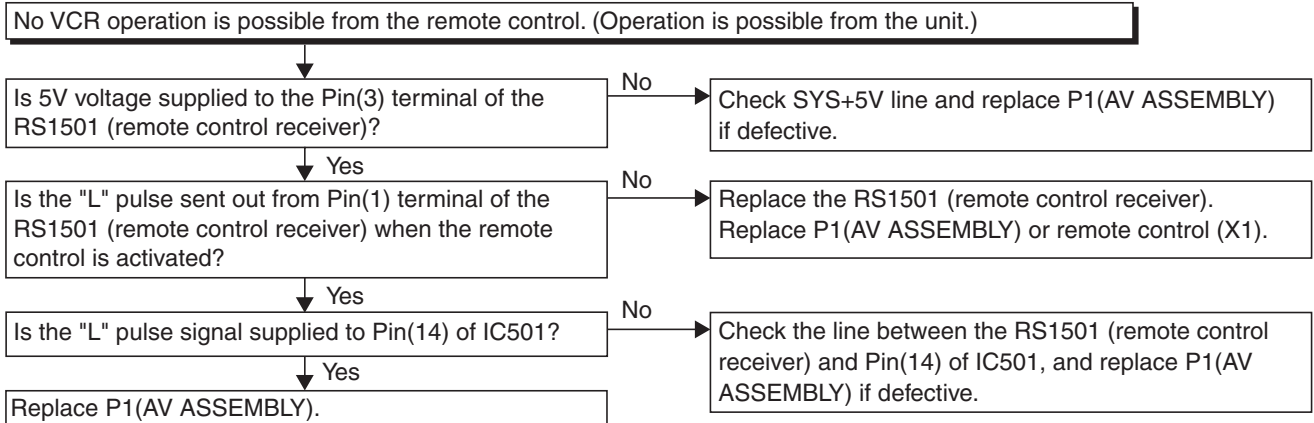 No VCR operation is possible from the remote control. (Operation is possible from the unit.)
Is 5V voltage supplied to the Pin(3) terminal of the
RS1501 (remote control receiver)?
No
Check SYS+5V line and replace P1(AV ASSEMBLY)
if defective.
Yes
Is the "L" pulse sent out from Pin(1) terminal of the
RS1501 (remote control receiver) when the remote
control is activated?
No
Replace the RS1501 (remote control receiver).
Replace P1(AV ASSEMBLY) or remote control (X1).
Yes
Is the "L" pulse signal supplied to Pin(14) of IC501?
No
Check the line between the RS1501 (remote control
receiver) and Pin(14) of IC501, and replace P1(AV
ASSEMBLY) if defective.
Yes
Replace P1(AV ASSEMBLY).